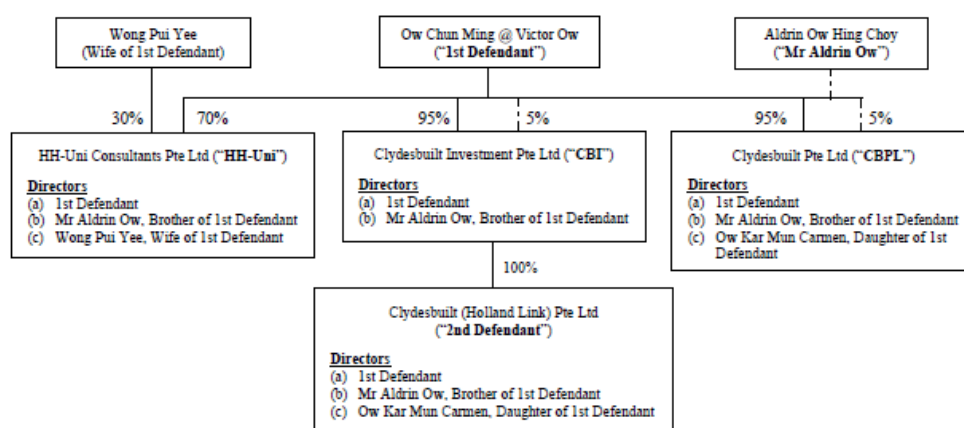 Wong Pui Yee
(Wife of 1st Defendant)
Ow Chun Ming @ Victor Ow
("1st Defendant")
Aldrin Ow Hing Choy
("Mr Aldrin Ow")
30%
70%
95%
5%
95%
5%
HH-Uni Consultants Pte Ltd ("HH-Uni")
Directors
(a) 1st Defendant
(b) Mr Aldrin Ow, Brother of 1st Defendant
(c) Wong Pui Yee, Wife of 1st Defendant
Clydesbuilt Investment Pte Ltd ("CBI")
Directors
(a) 1st Defendant
(b) Mr Aldrin Ow, Brother of 1st Defendant
Clydesbuilt Pte Ltd ("CBPL")
Directors
(a) 1st Defendant
(b) Mr Aldrin Ow, Brother of 1st Defendant
(c) Ow Kar Mun Carmen, Daughter of 1st
Defendant
100%
Clydesbuilt (Holland Link) Pte Ltd
("2nd Defendant")
Directors
(a) 1st Defendant
(b) Mr Aldrin Ow, Brother of 1st Defendant
(c) Ow Kar Mun Carmen, Daughter of 1st Defendant